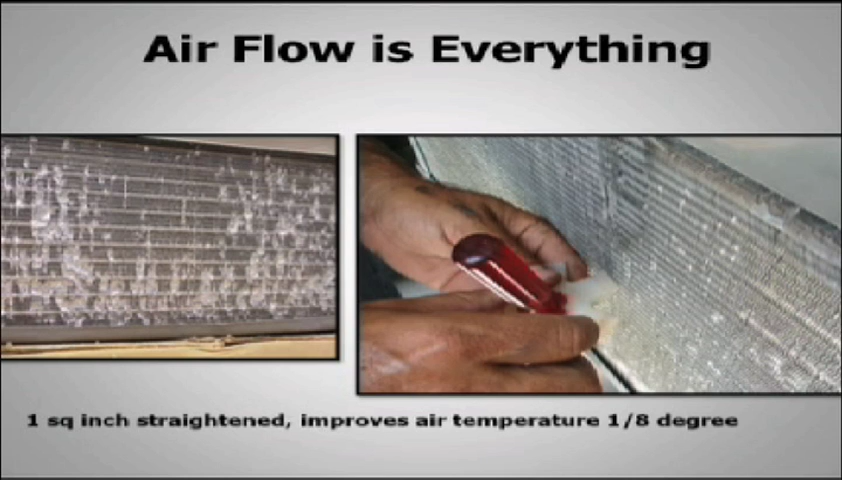 Air Flow is Everything
1 sq inch straightened, improves air temperature 1/8 degree